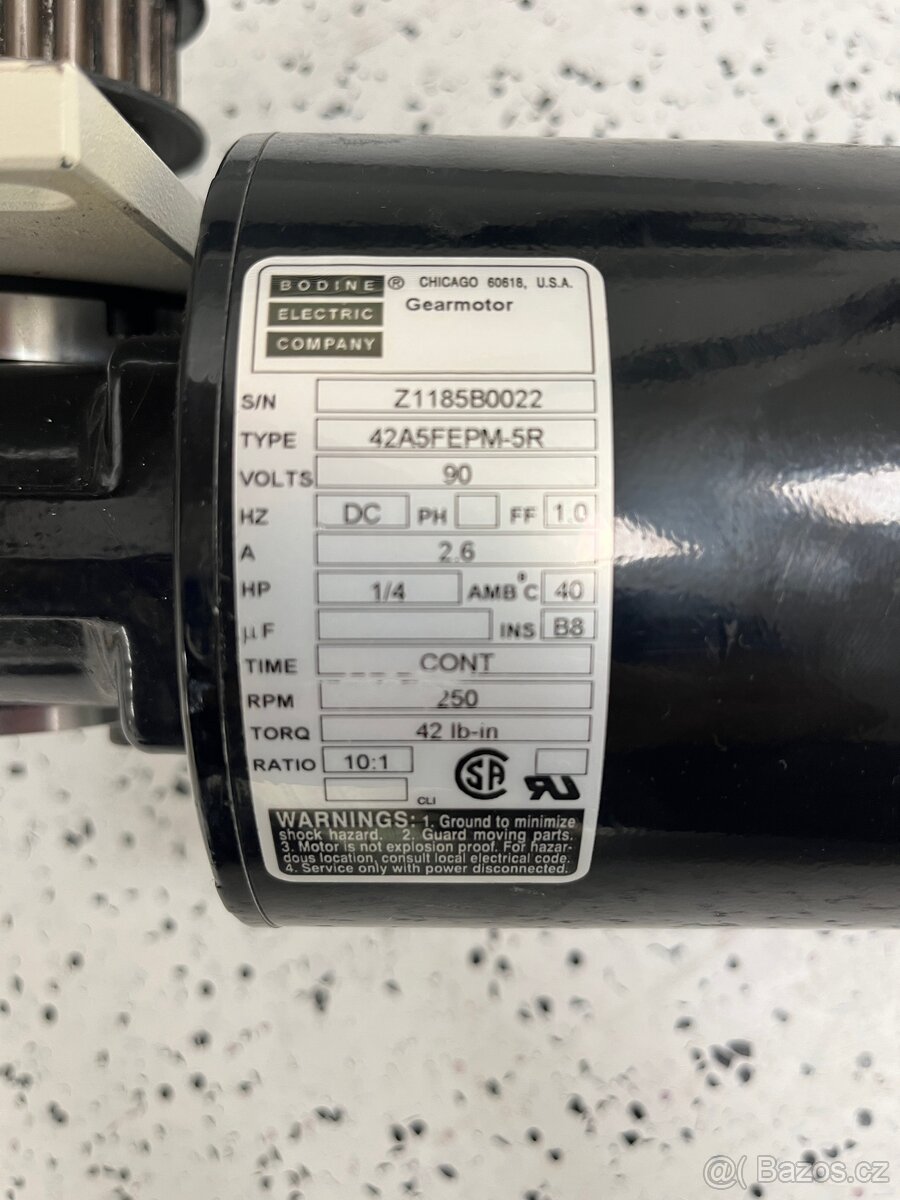 BODINE ® CHICAGO 60618, U.S.A.
ELECTRIC Gearmotor
COMPANY
S/N Z1185B0022
TYPE 42A5FEPM-5R
VOLTS 90
HZ DC PH FF 1.0
A 2.6
HP 1/4 AMB°C 40
µF INS B8
TIME CONT
RPM 250
TORQ 42 lb-in
RATIO 10:1 SA UR
CLI
WARNINGS: 1. Ground to minimize
shock hazard. 2. Guard moving parts.
3. Motor is not explosion proof. For hazar-
dous location, consult local electrical code.
4. Service only with power disconnected.
@( Bazos.cz